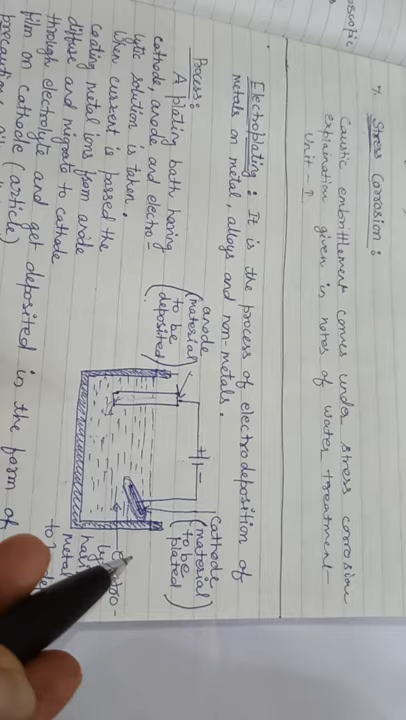 oscopic
7. Stress Corrosion :
Caustic embrittlement comes under stress corrosion
explaination given in notes of water treatment -
Unit - I
Electroplating : It is the process of electrodeposition of
metals on metal, alloys and non-metals.
Process :
A plating bath having
cathode, anode and electro-
lytic solution is taken.
When current is passed the
coating metal ions from anode
diffuse and migrate to cathode
through electrolyte and get deposited in the form of
film on cathode (article)
anode
(material
to be
deposited)
Cathode
(material
to be
plated)
metal
to